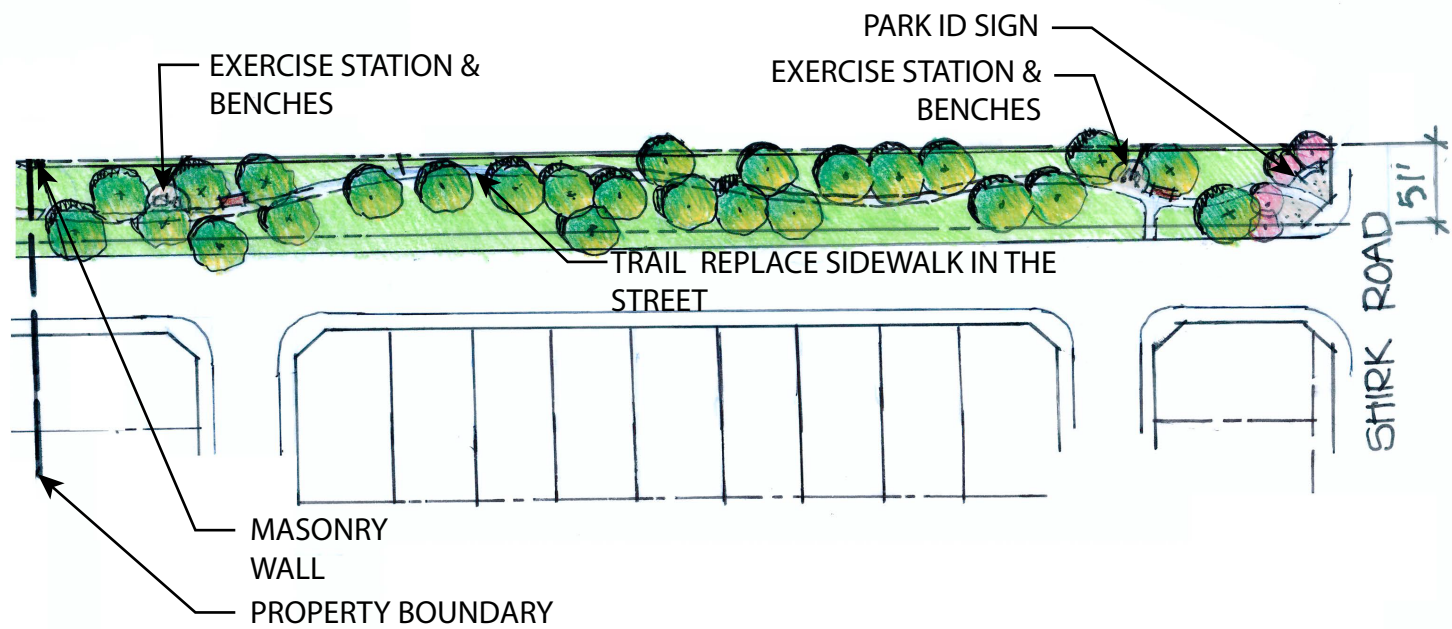 PARK ID SIGN
EXERCISE STATION &
BENCHES
EXERCISE STATION &
BENCHES
51'
SHIRK ROAD
TRAIL REPLACE SIDEWALK IN THE
STREET
MASONRY
WALL
PROPERTY BOUNDARY